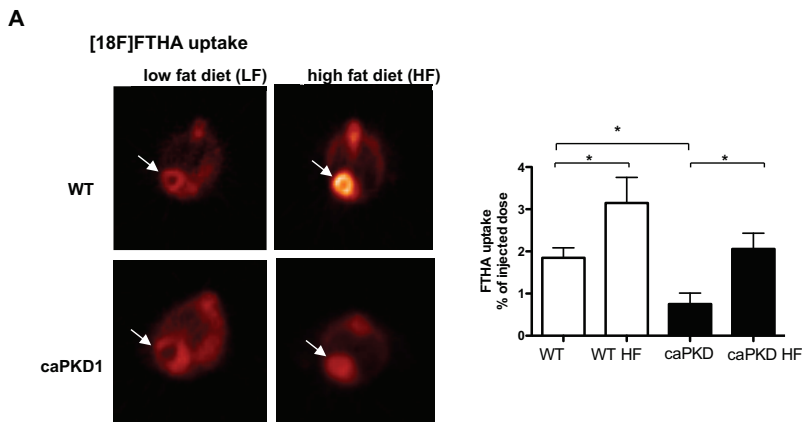 A
[18F]FTHA uptake
low fat diet (LF)
high fat diet (HF)
WT
caPKD1
*
*
*
FTHA uptake
% of injected dose
4
3
2
1
0
WT
WT HF
caPKD
caPKD HF